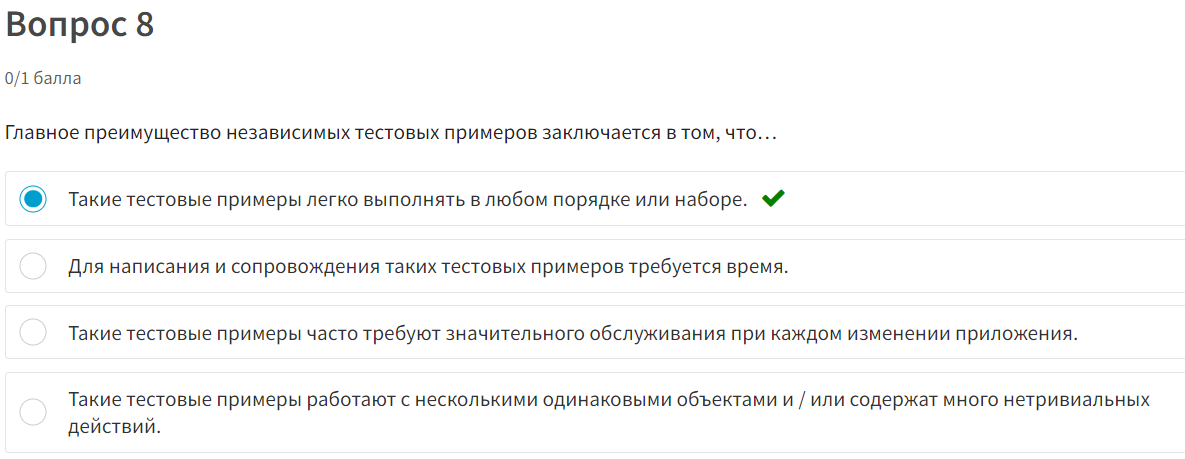 Вопрос 8
0/1 балла
Главное преимущество независимых тестовых примеров заключается в том, что…
Такие тестовые примеры легко выполнять в любом порядке или наборе.
Для написания и сопровождения таких тестовых примеров требуется время.
Такие тестовые примеры часто требуют значительного обслуживания при каждом изменении приложения.
Такие тестовые примеры работают с несколькими одинаковыми объектами и / или содержат много нетривиальных
действий.